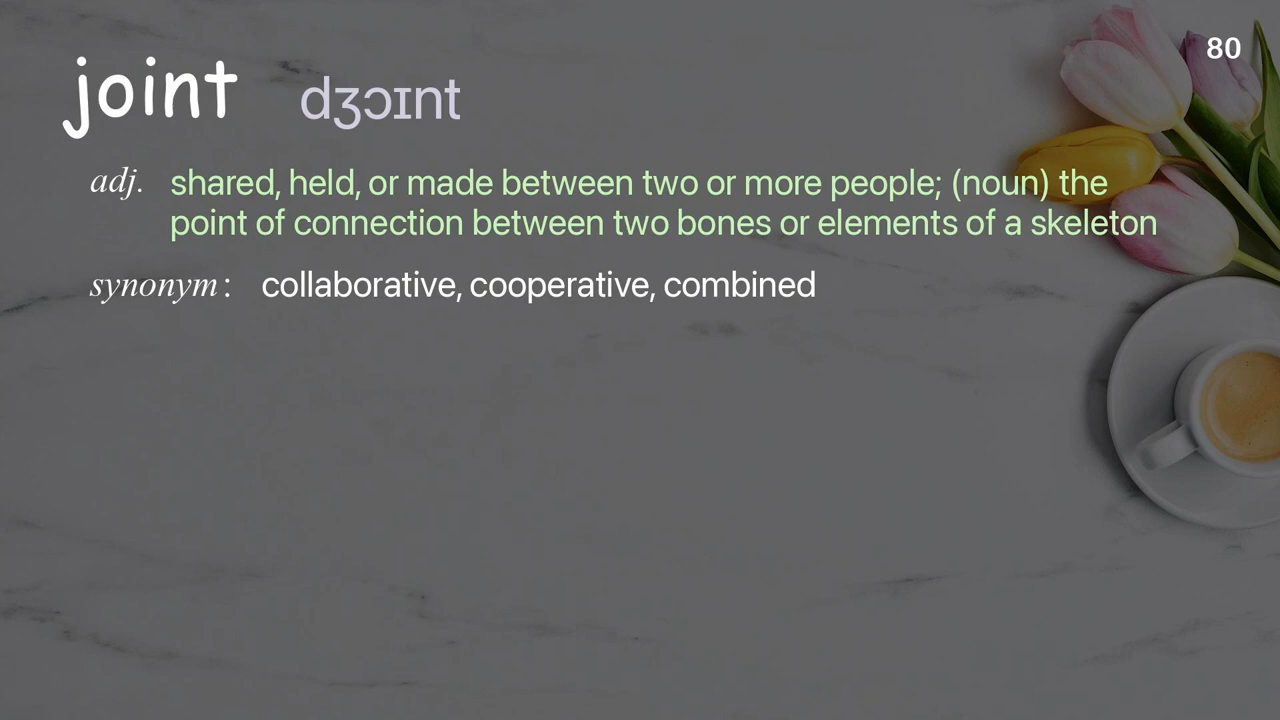 80
joint dʒɔɪnt
adj. shared, held, or made between two or more people; (noun) the
point of connection between two bones or elements of a skeleton
synonym: collaborative, cooperative, combined